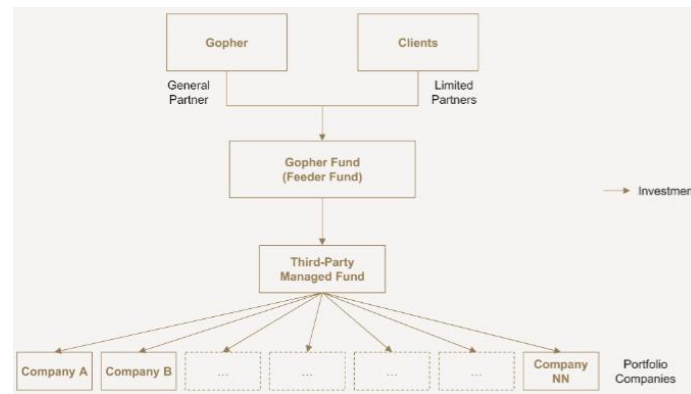 Gopher
Clients
General
Partner
Limited
Partners
Gopher Fund
(Feeder Fund)
Investmen
Third-Party
Managed Fund
Company A
Company B
...
...
...
...
Company
NN
Portfolio
Companies